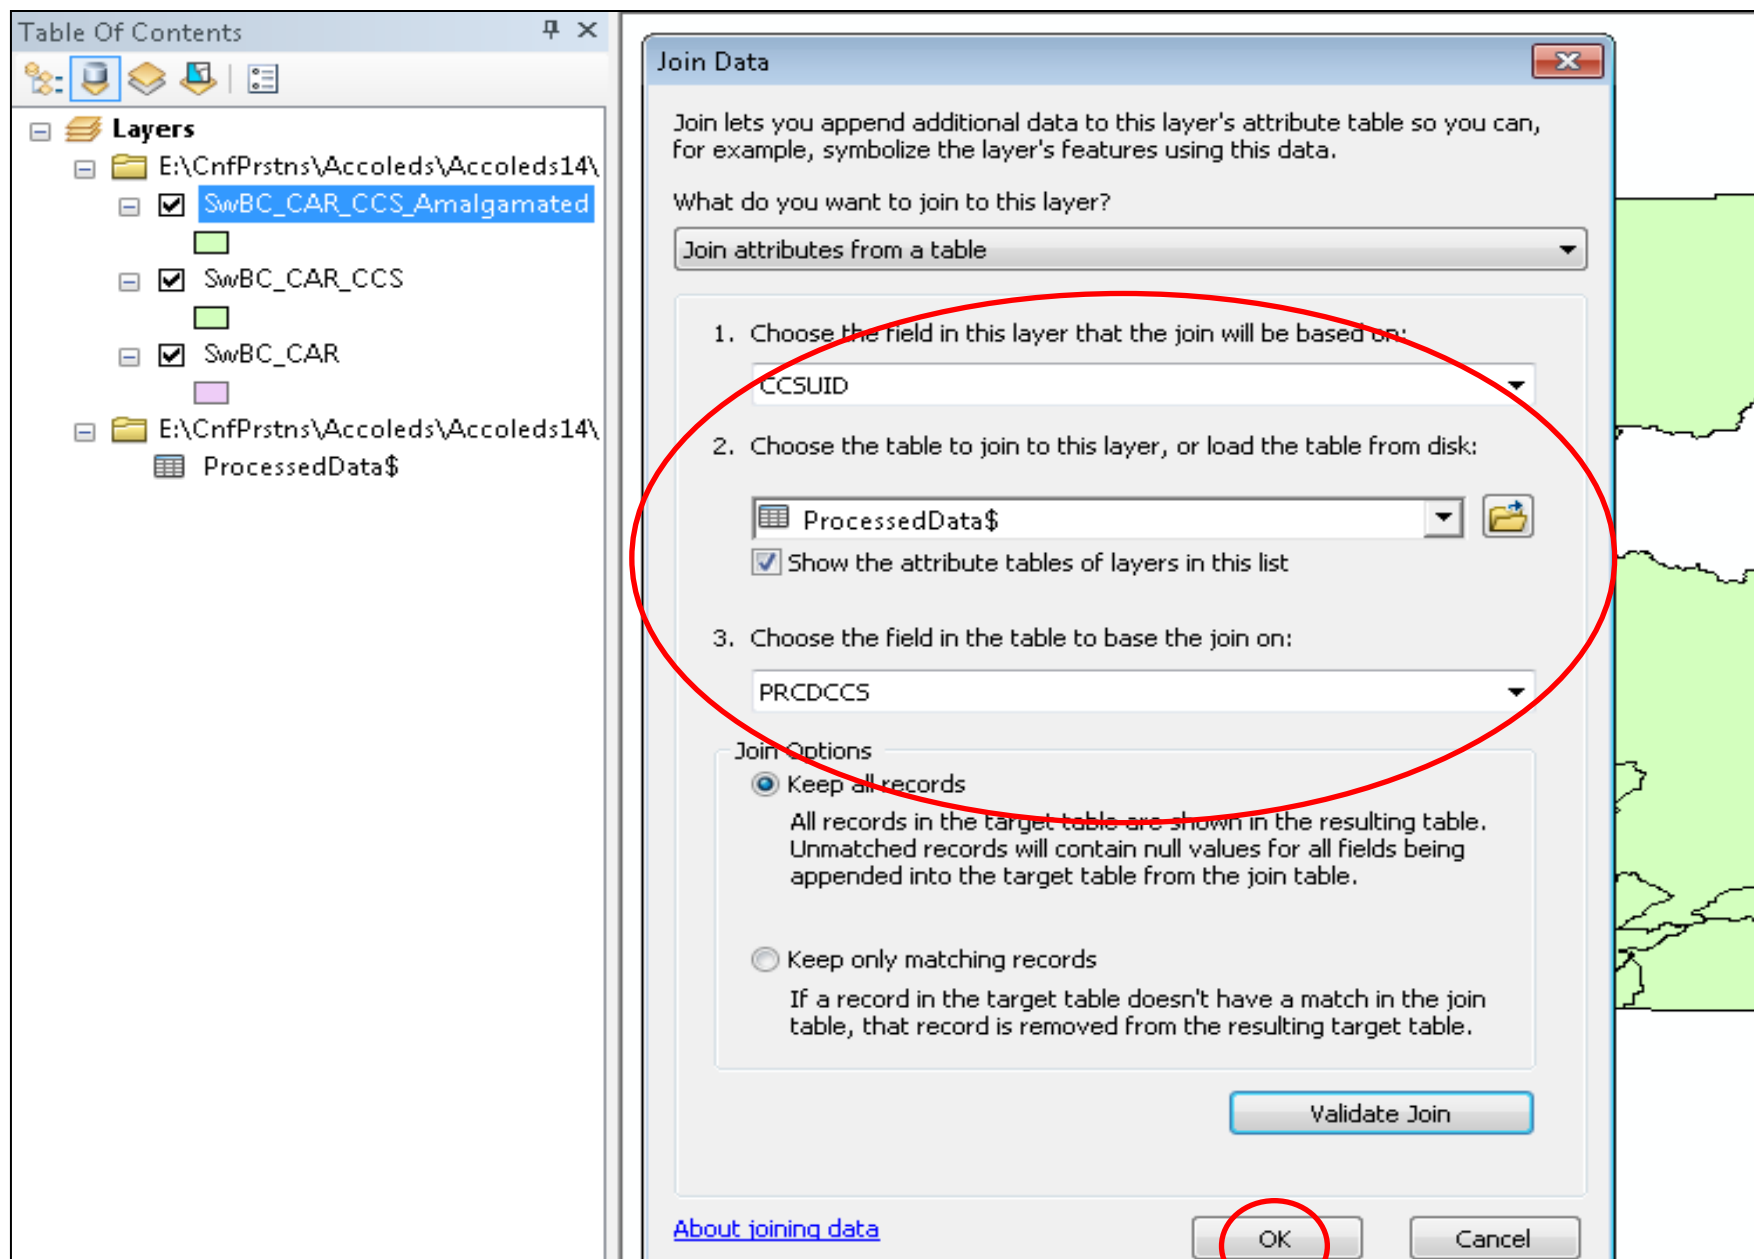 Table Of Contents
Layers
E:\CnfPrstns\Accoleds\Accoleds14\
SwBC_CAR_CCS_Amalgamated
SwBC_CAR_CCS
SwBC_CAR
E:\CnfPrstns\Accoleds\Accoleds14\
ProcessedData$
Join Data
Join lets you append additional data to this layer's attribute table so you can,
for example, symbolize the layer's features using this data.
What do you want to join to this layer?
Join attributes from a table
1. Choose the field in this layer that the join will be based on:
CCSUID
2. Choose the table to join to this layer, or load the table from disk:
ProcessedData$
Show the attribute tables of layers in this list
3. Choose the field in the table to base the join on:
PRCDCCS
Join Options
Keep all records
All records in the target table are shown in the resulting table.
Unmatched records will contain null values for all fields being
appended into the target table from the join table.
Keep only matching records
If a record in the target table doesn't have a match in the join
table, that record is removed from the resulting target table.
Validate Join
About joining data
OK
Cancel